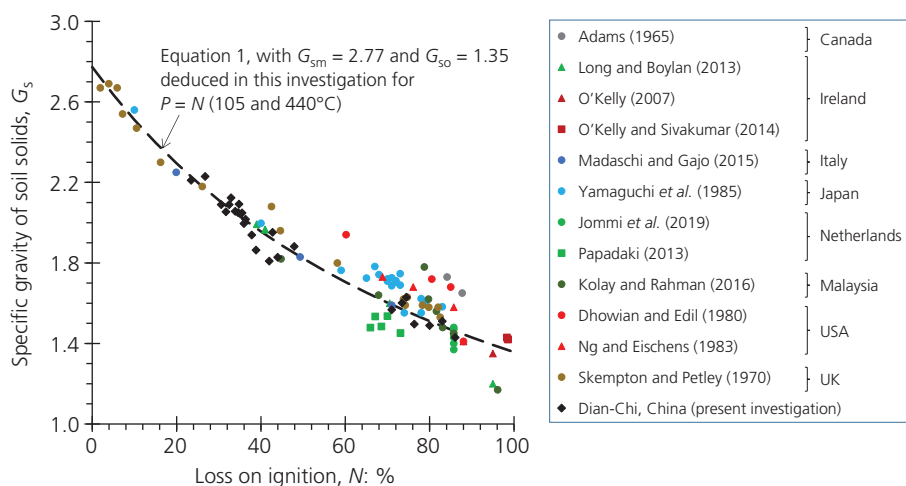 3.0
2.6
2.2
1.8
1.4
1.0
Specific gravity of soil solids, Gs
Equation 1, with Gsm = 2.77 and Gso = 1.35
deduced in this investigation for
P = N (105 and 440°C)
0 20 40 60 80 100
Loss on ignition, N: %
Adams (1965) Canada
Long and Boylan (2013)
O'Kelly (2007) Ireland
O'Kelly and Sivakumar (2014)
Madaschi and Gajo (2015) Italy
Yamaguchi et al. (1985) Japan
Jommi et al. (2019) Netherlands
Papadaki (2013)
Kolay and Rahman (2016) Malaysia
Dhowian and Edil (1980) USA
Ng and Eischens (1983)
Skempton and Petley (1970) UK
Dian-Chi, China (present investigation)